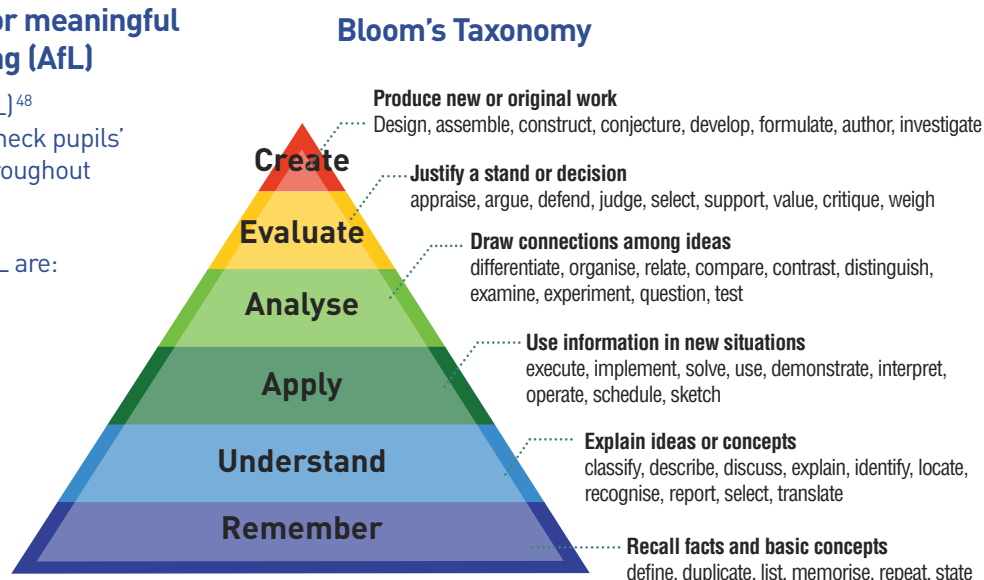 or meaningful
g (AfL)
L)48
heck pupils’
roughout
L are:
Bloom’s Taxonomy
Create
Produce new or original work
Design, assemble, construct, conjecture, develop, formulate, author, investigate
Evaluate
Justify a stand or decision
appraise, argue, defend, judge, select, support, value, critique, weigh
Analyse
Draw connections among ideas
differentiate, organise, relate, compare, contrast, distinguish,
examine, experiment, question, test
Apply
Use information in new situations
execute, implement, solve, use, demonstrate, interpret,
operate, schedule, sketch
Understand
Explain ideas or concepts
classify, describe, discuss, explain, identify, locate,
recognise, report, select, translate
Remember
Recall facts and basic concepts
define, duplicate, list, memorise, repeat, state